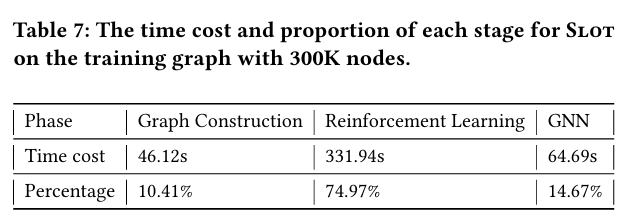 Table 7: The time cost and proportion of each stage for SLOT
on the training graph with 300K nodes.
Phase Graph Construction Reinforcement Learning GNN
Time cost 46.12s 331.94s 64.69s
Percentage 10.41% 74.97% 14.67%